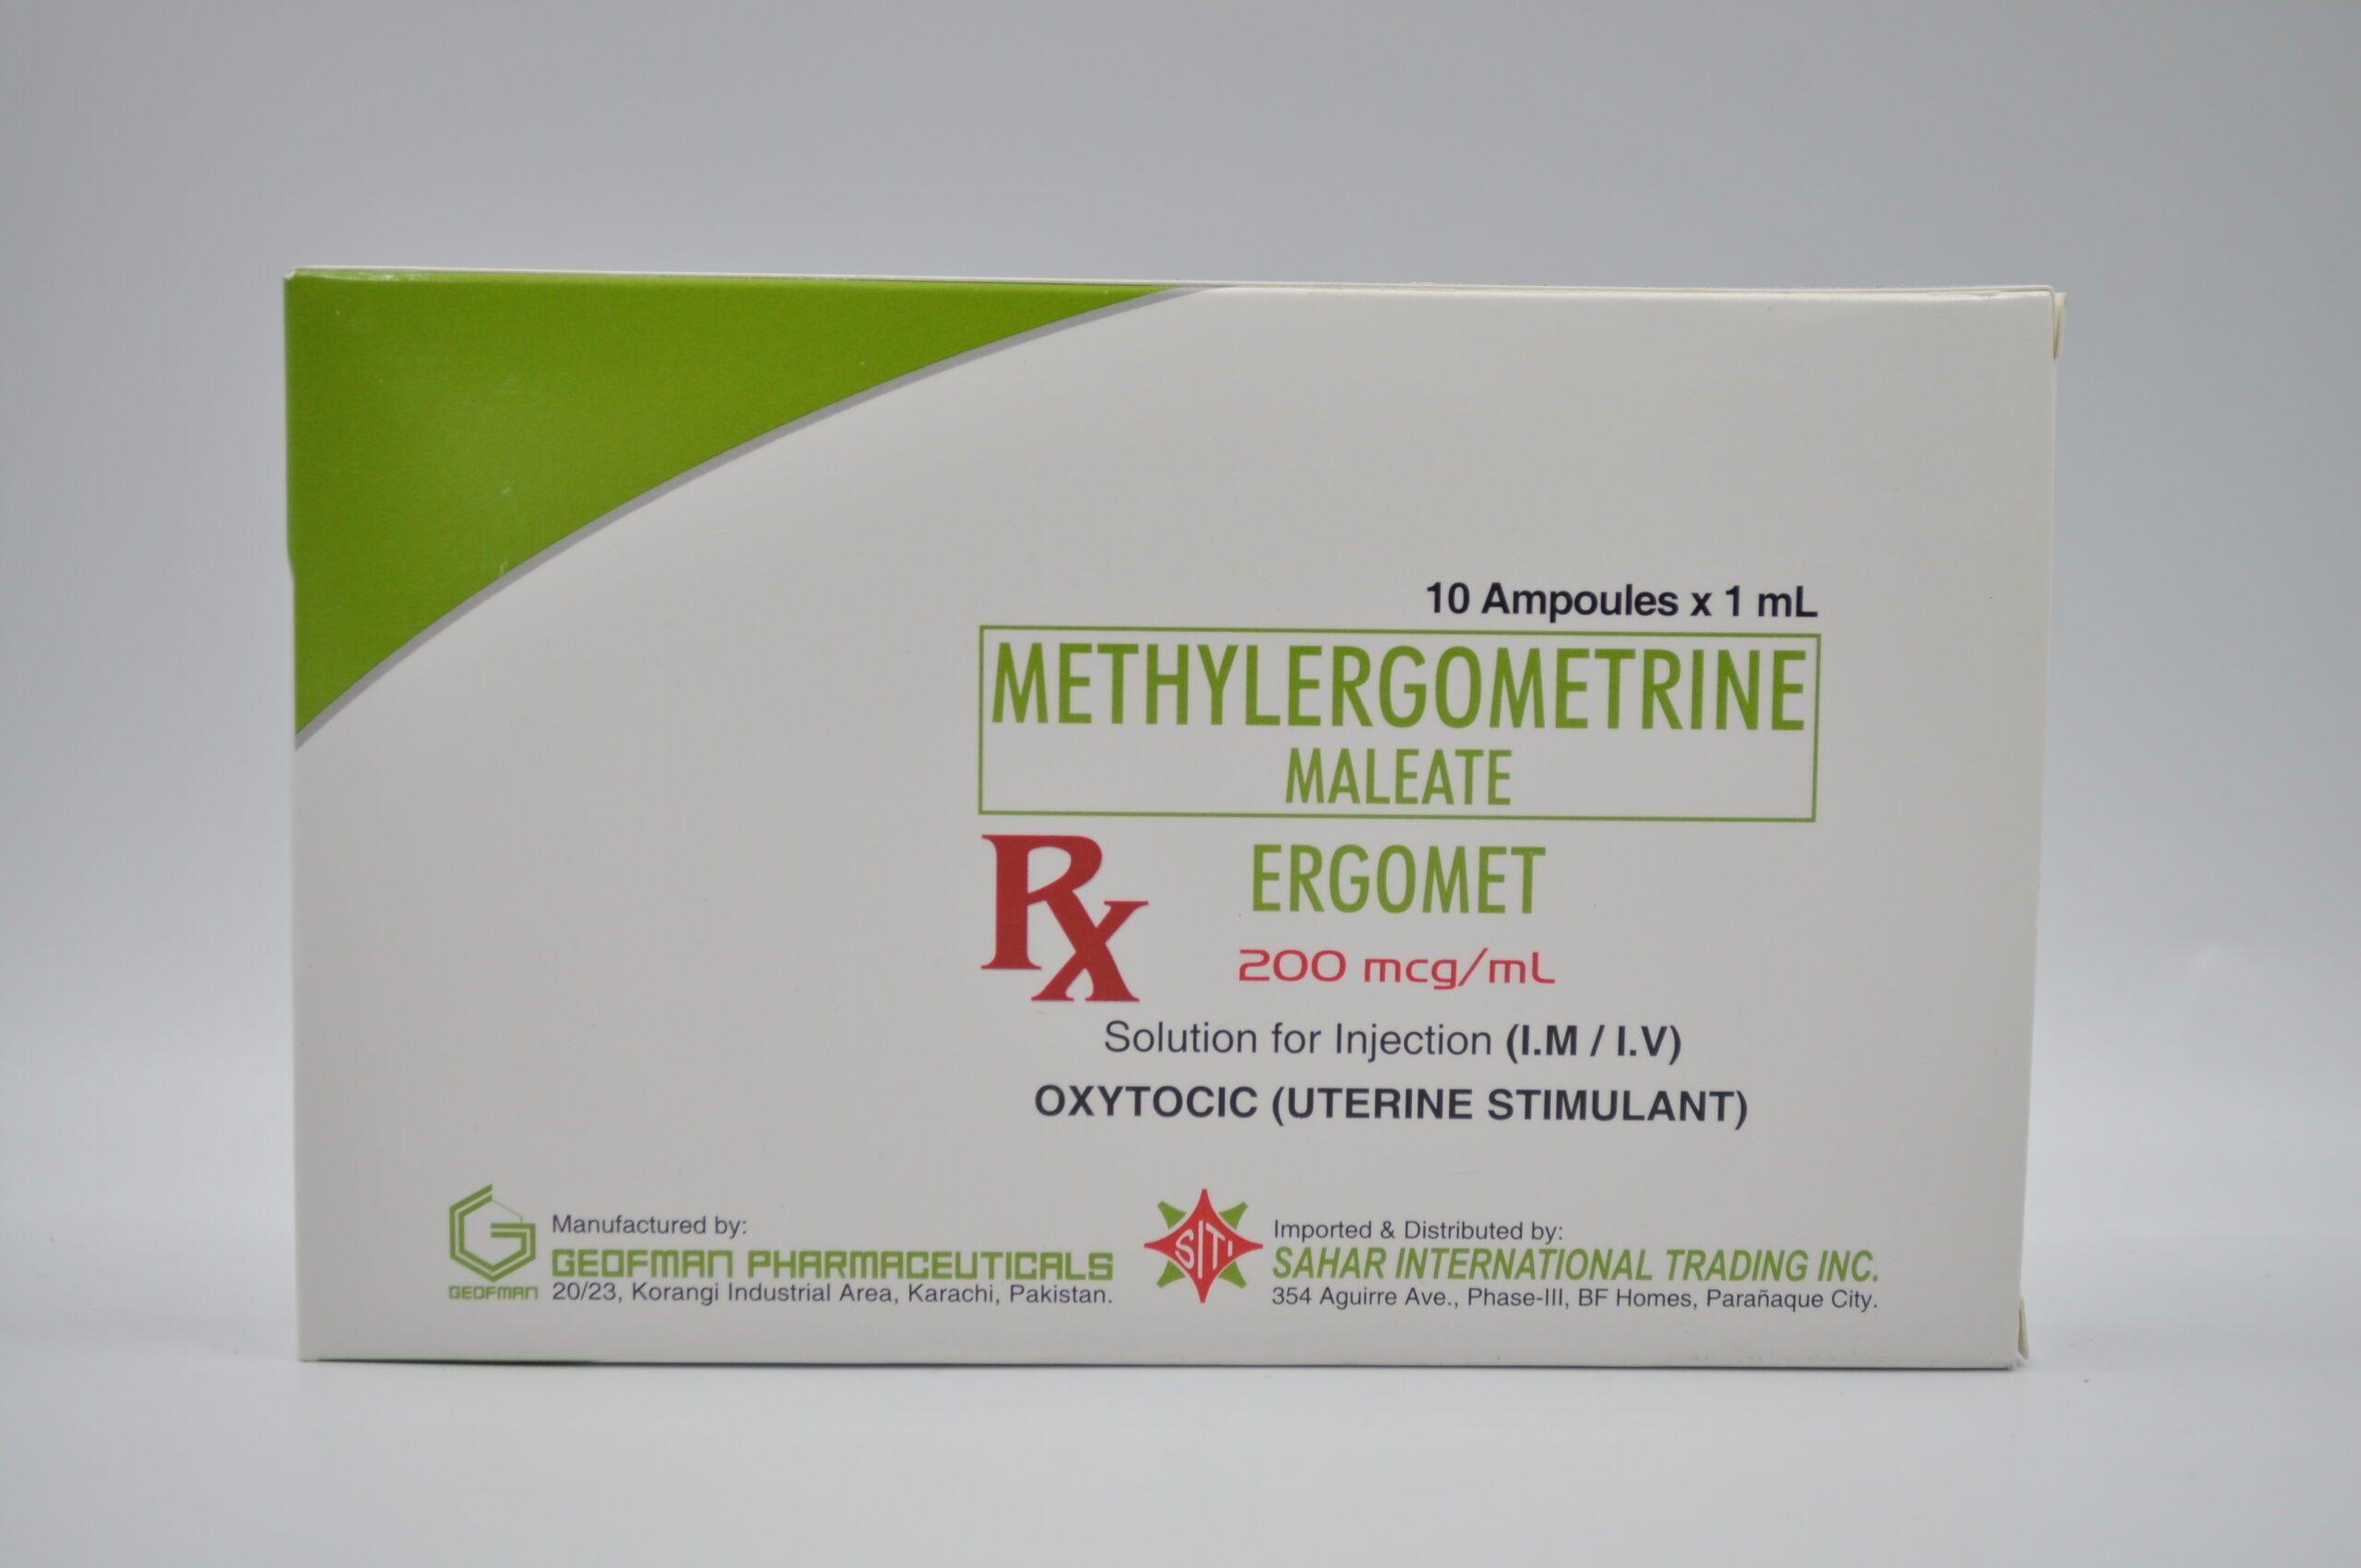 10 Ampoules x 1 mL
METHYLERGOMETRINE
MALEATE
Rx
ERGOMET
200 mcg/mL
Solution for Injection (I.M / I.V)
OXYTOCIC (UTERINE STIMULANT)
GEOFMAN
Manufactured by:
GEOFMAN PHARMACEUTICALS
20/23, Korangi Industrial Area, Karachi, Pakistan.
SITI
Imported & Distributed by:
SAHAR INTERNATIONAL TRADING INC.
354 Aguirre Ave., Phase-III, BF Homes, Parañaque City.